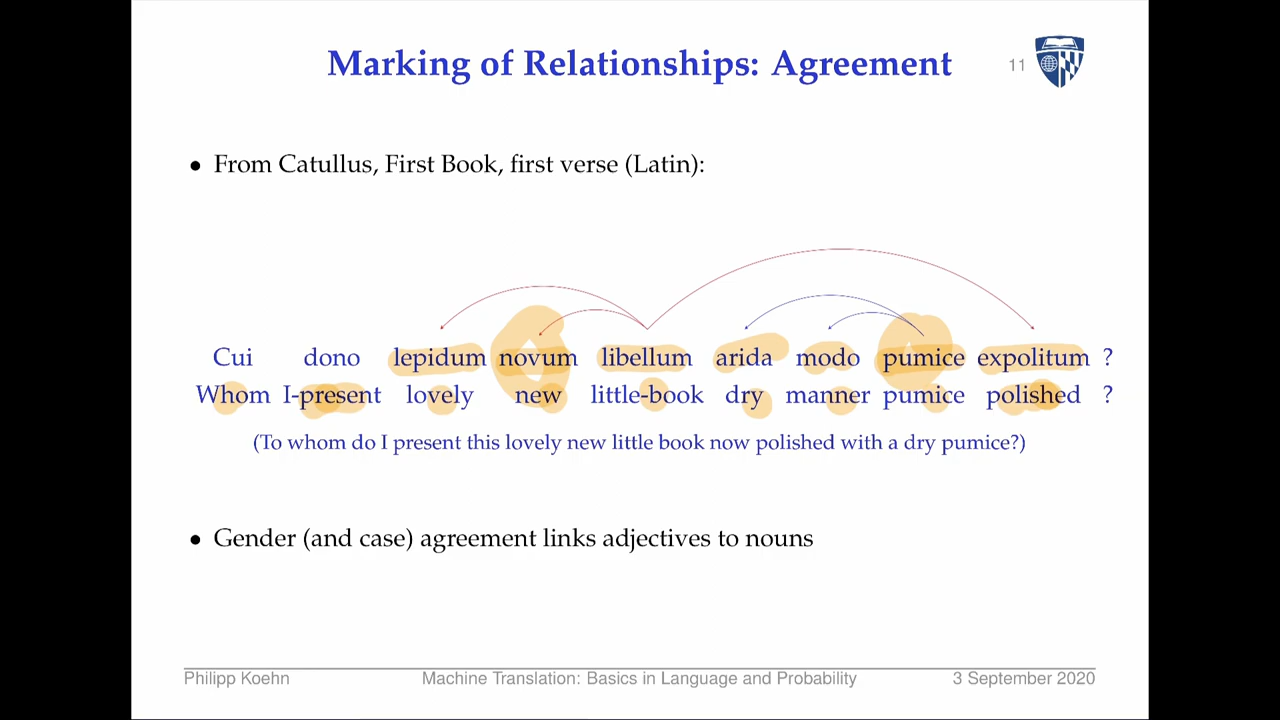 Marking of Relationships: Agreement
11
• From Catullus, First Book, first verse (Latin):
Cui dono lepidum novum libellum arida modo pumice expolitum ?
Whom I-present lovely new little-book dry manner pumice polished ?
(To whom do I present this lovely new little book now polished with a dry pumice?)
• Gender (and case) agreement links adjectives to nouns
Philipp Koehn Machine Translation: Basics in Language and Probability 3 September 2020